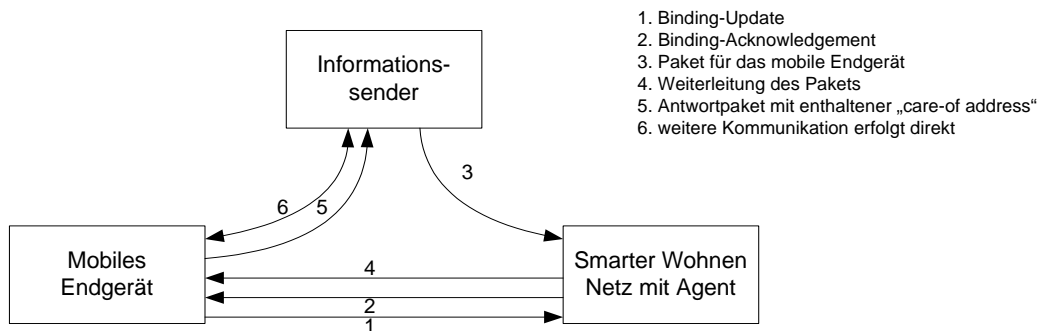 1. Binding-Update
2. Binding-Acknowledgement
3. Paket für das mobile Endgerät
4. Weiterleitung des Pakets
5. Antwortpaket mit enthaltener „care-of address“
6. weitere Kommunikation erfolgt direkt
Informations-
sender
3
6
5
Mobiles
Endgerät
4
2
1
Smarter Wohnen
Netz mit Agent